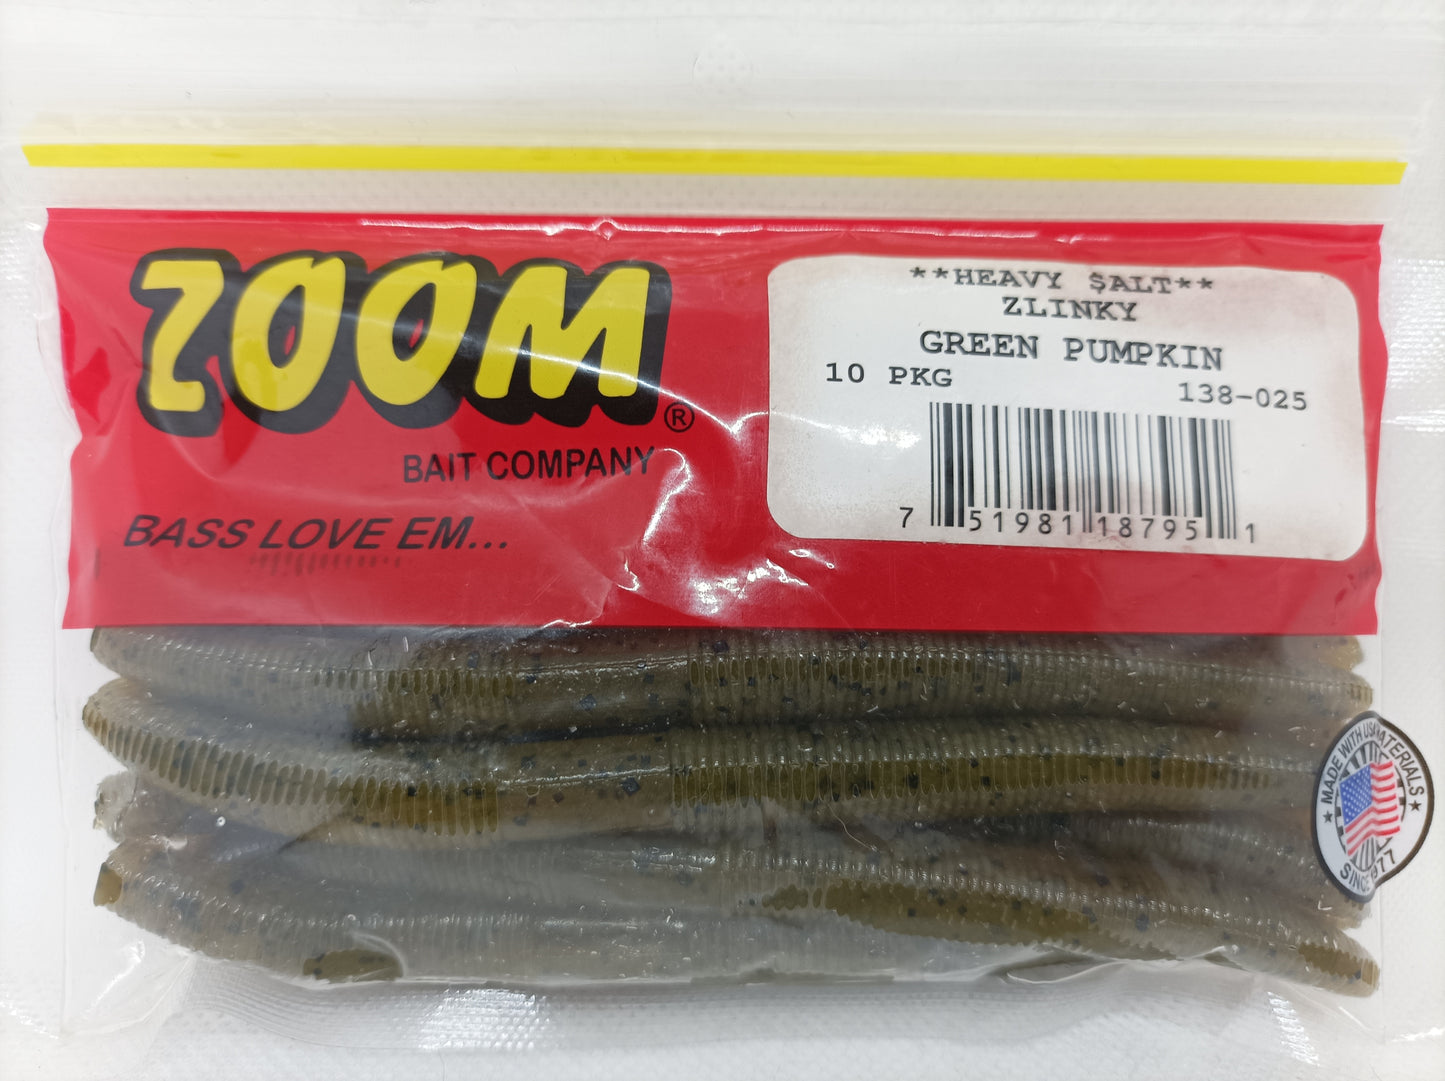 ZOOM®
BAIT COMPANY
BASS LOVE EM...
**HEAVY $ALT**
ZLINKY
GREEN PUMPKIN
10 PKG 138-025
7 51981 18795 1
★ MADE WITH USA MATERIALS ★
SINCE 1977